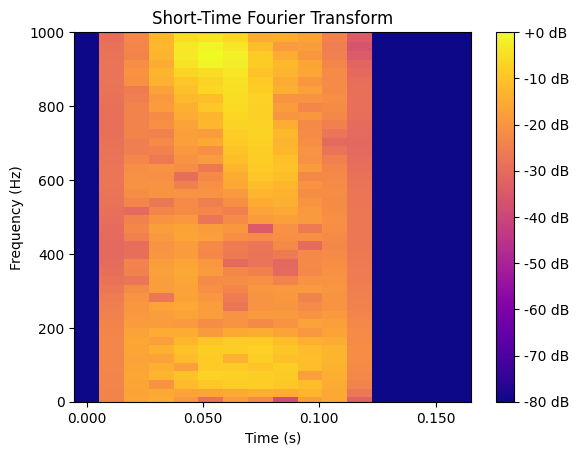 Short-Time Fourier Transform
Frequency (Hz)
1000
800
600
400
200
0
0.000
0.050
0.100
0.150
Time (s)
+0 dB
-10 dB
-20 dB
-30 dB
-40 dB
-50 dB
-60 dB
-70 dB
-80 dB